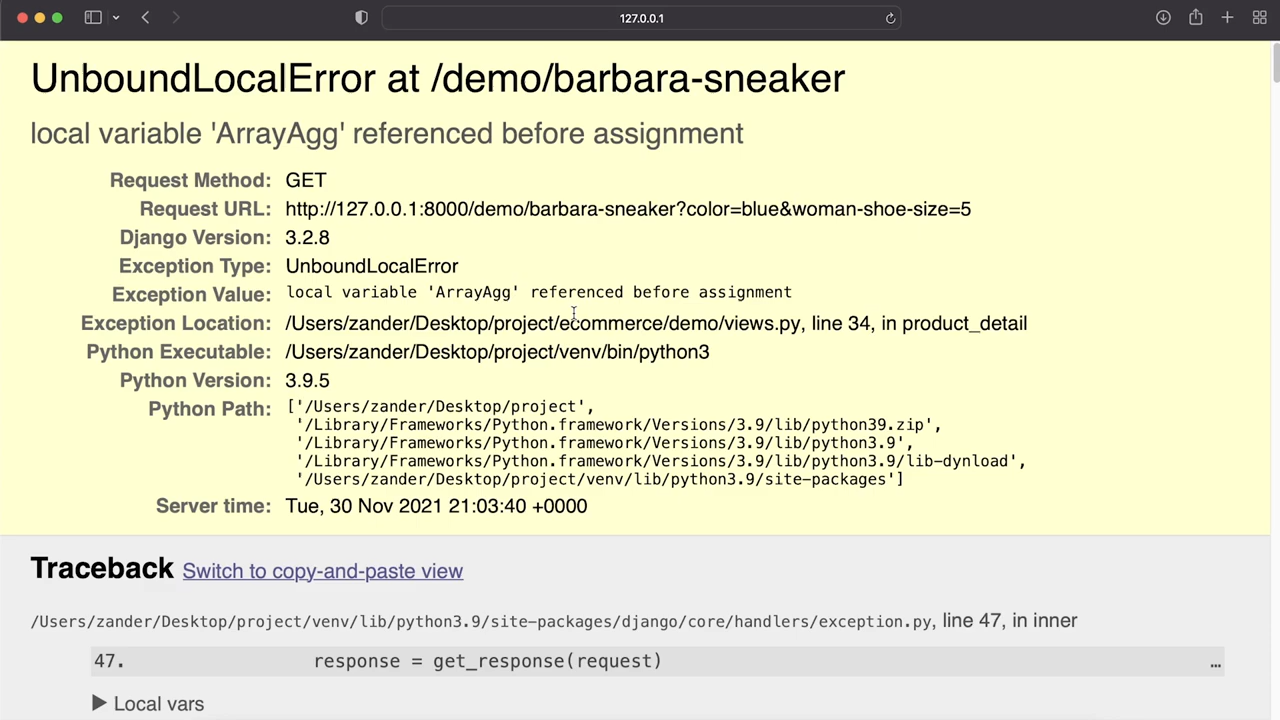 127.0.0.1
UnboundLocalError at /demo/barbara-sneaker
local variable 'ArrayAgg' referenced before assignment
Request Method: GET
Request URL: http://127.0.0.1:8000/demo/barbara-sneaker?color=blue&woman-shoe-size=5
Django Version: 3.2.8
Exception Type: UnboundLocalError
Exception Value: local variable 'ArrayAgg' referenced before assignment
Exception Location: /Users/zander/Desktop/project/ecommerce/demo/views.py, line 34, in product_detail
Python Executable: /Users/zander/Desktop/project/venv/bin/python3
Python Version: 3.9.5
Python Path: ['/Users/zander/Desktop/project',
'/Library/Frameworks/Python.framework/Versions/3.9/lib/python39.zip',
'/Library/Frameworks/Python.framework/Versions/3.9/lib/python3.9',
'/Library/Frameworks/Python.framework/Versions/3.9/lib/python3.9/lib-dynload',
'/Users/zander/Desktop/project/venv/lib/python3.9/site-packages']
Server time: Tue, 30 Nov 2021 21:03:40 +0000
Traceback Switch to copy-and-paste view
/Users/zander/Desktop/project/venv/lib/python3.9/site-packages/django/core/handlers/exception.py, line 47, in inner
47. response = get_response(request) …
▶ Local vars